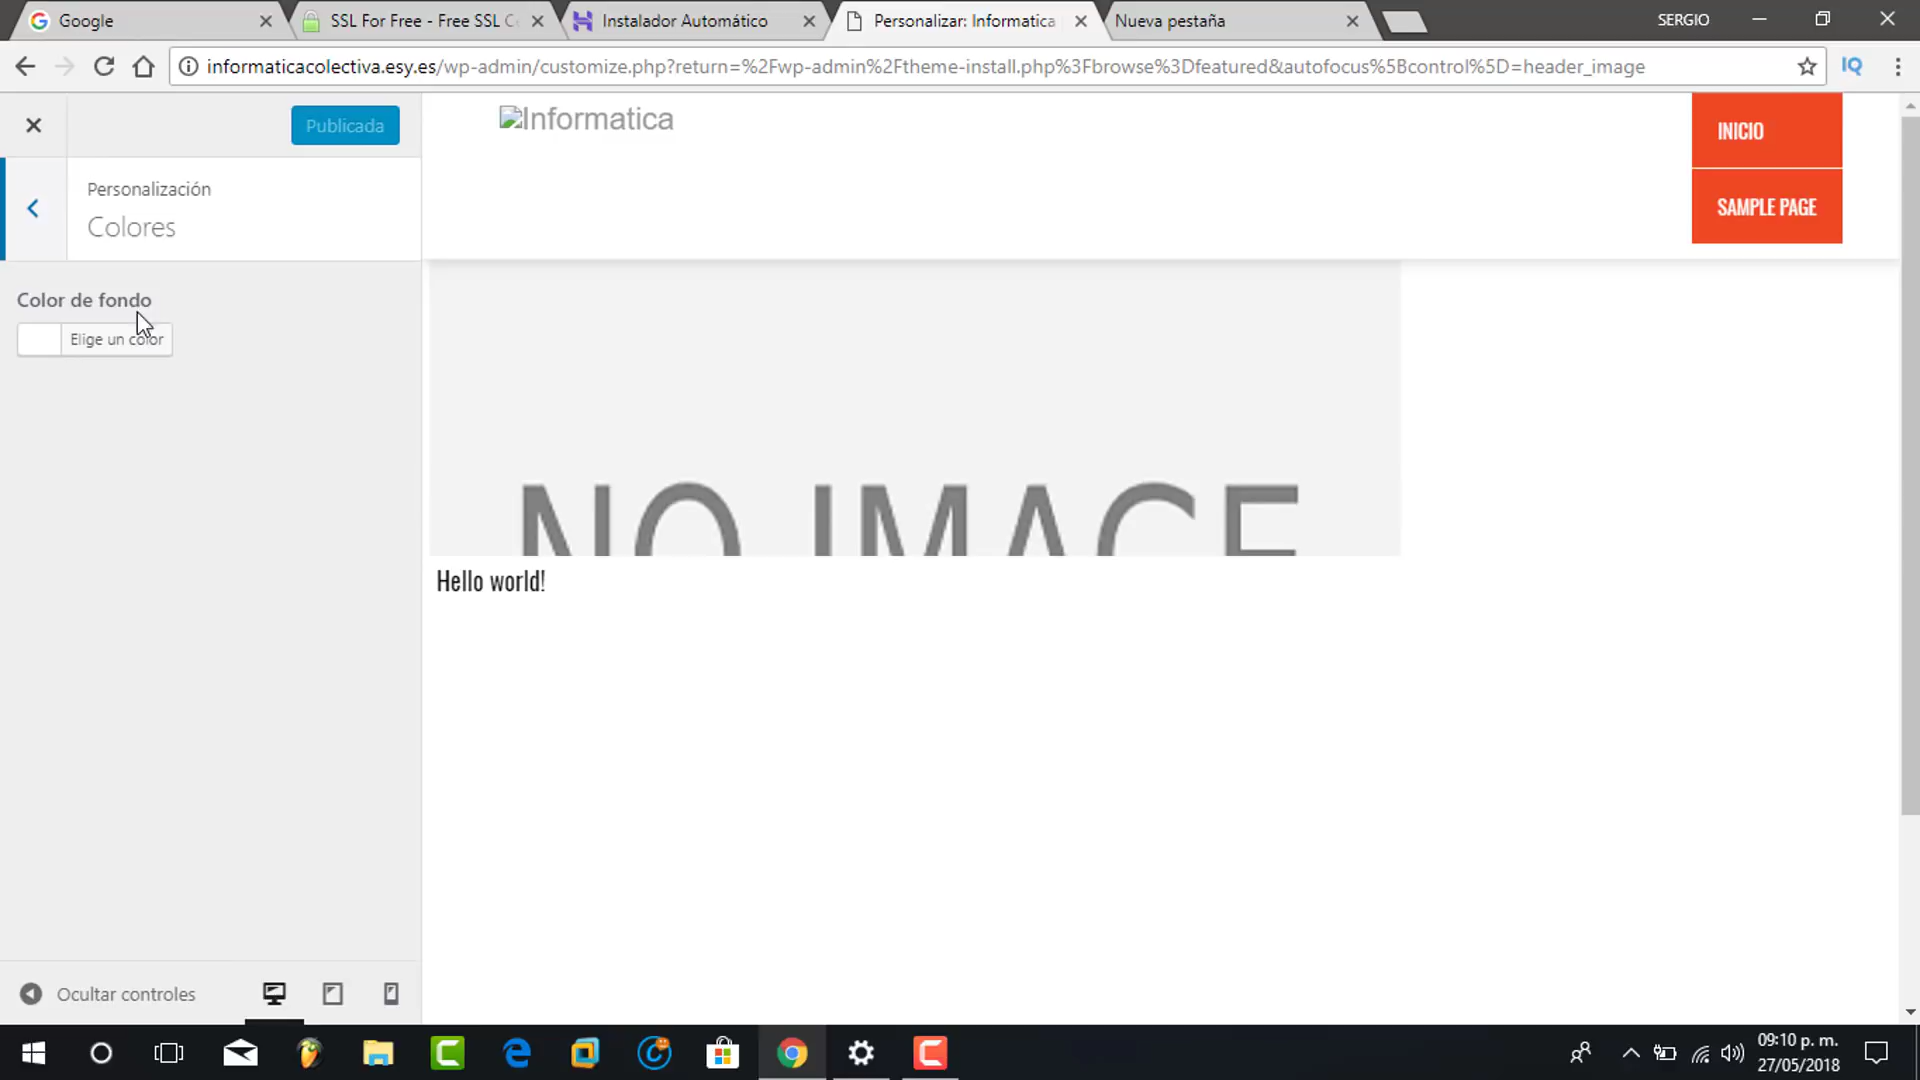 Google
SSL For Free - Free SSL C
Instalador Automático
Personalizar: Informatica
Nueva pestaña
SERGIO
informaticacolectiva.esy.es/wp-admin/customize.php?return=%2Fwp-admin%2Ftheme-install.php%3Fbrowse%3Dfeatured&autofocus%5Bcontrol%5D=header_image
IQ
Publicada
Personalización
Colores
Color de fondo
Elige un color
Ocultar controles
Informatica
INICIO
SAMPLE PAGE
NO IMAGE
Hello world!
09:10 p. m.
27/05/2018